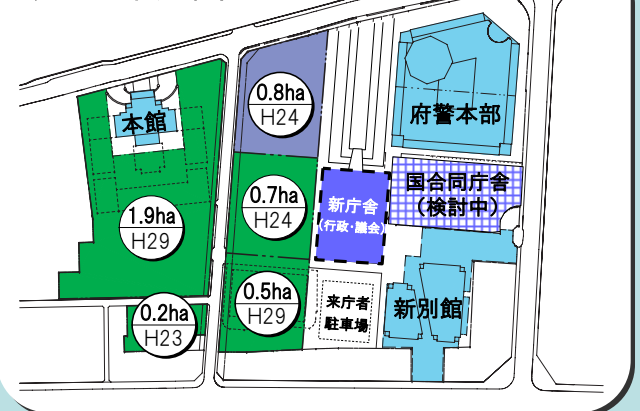 0.8ha
H24
本館
府警本部
0.7ha
H24
国合同庁舎
(検討中)
新庁舎
(行政・議会)
1.9ha
H29
0.5ha
H29
来庁者
駐車場
新別館
0.2ha
H23